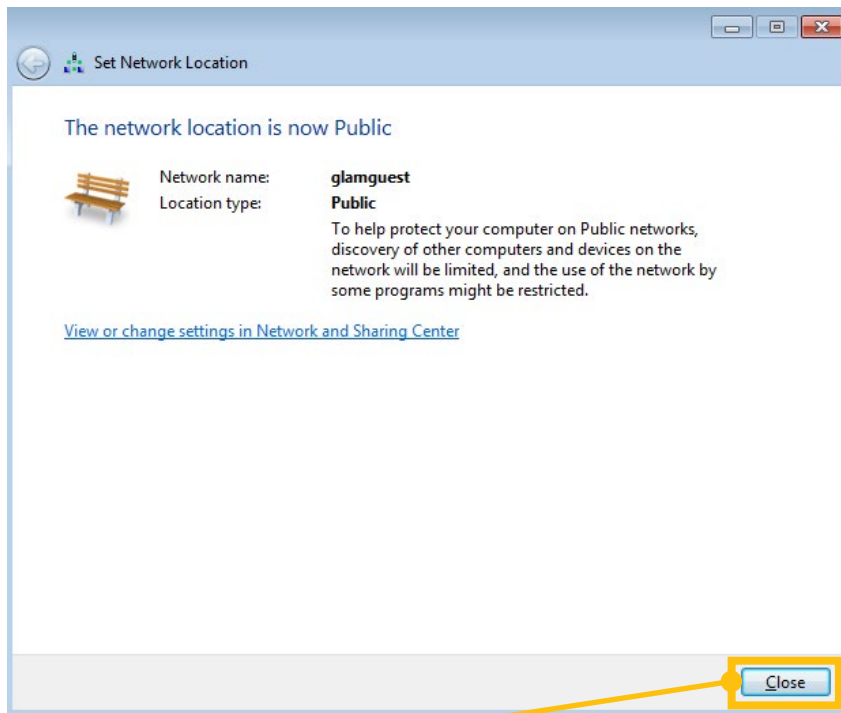 Set Network Location
The network location is now Public
Network name: glamguest
Location type: Public
To help protect your computer on Public networks,
discovery of other computers and devices on the
network will be limited, and the use of the network by
some programs might be restricted.
View or change settings in Network and Sharing Center
Close